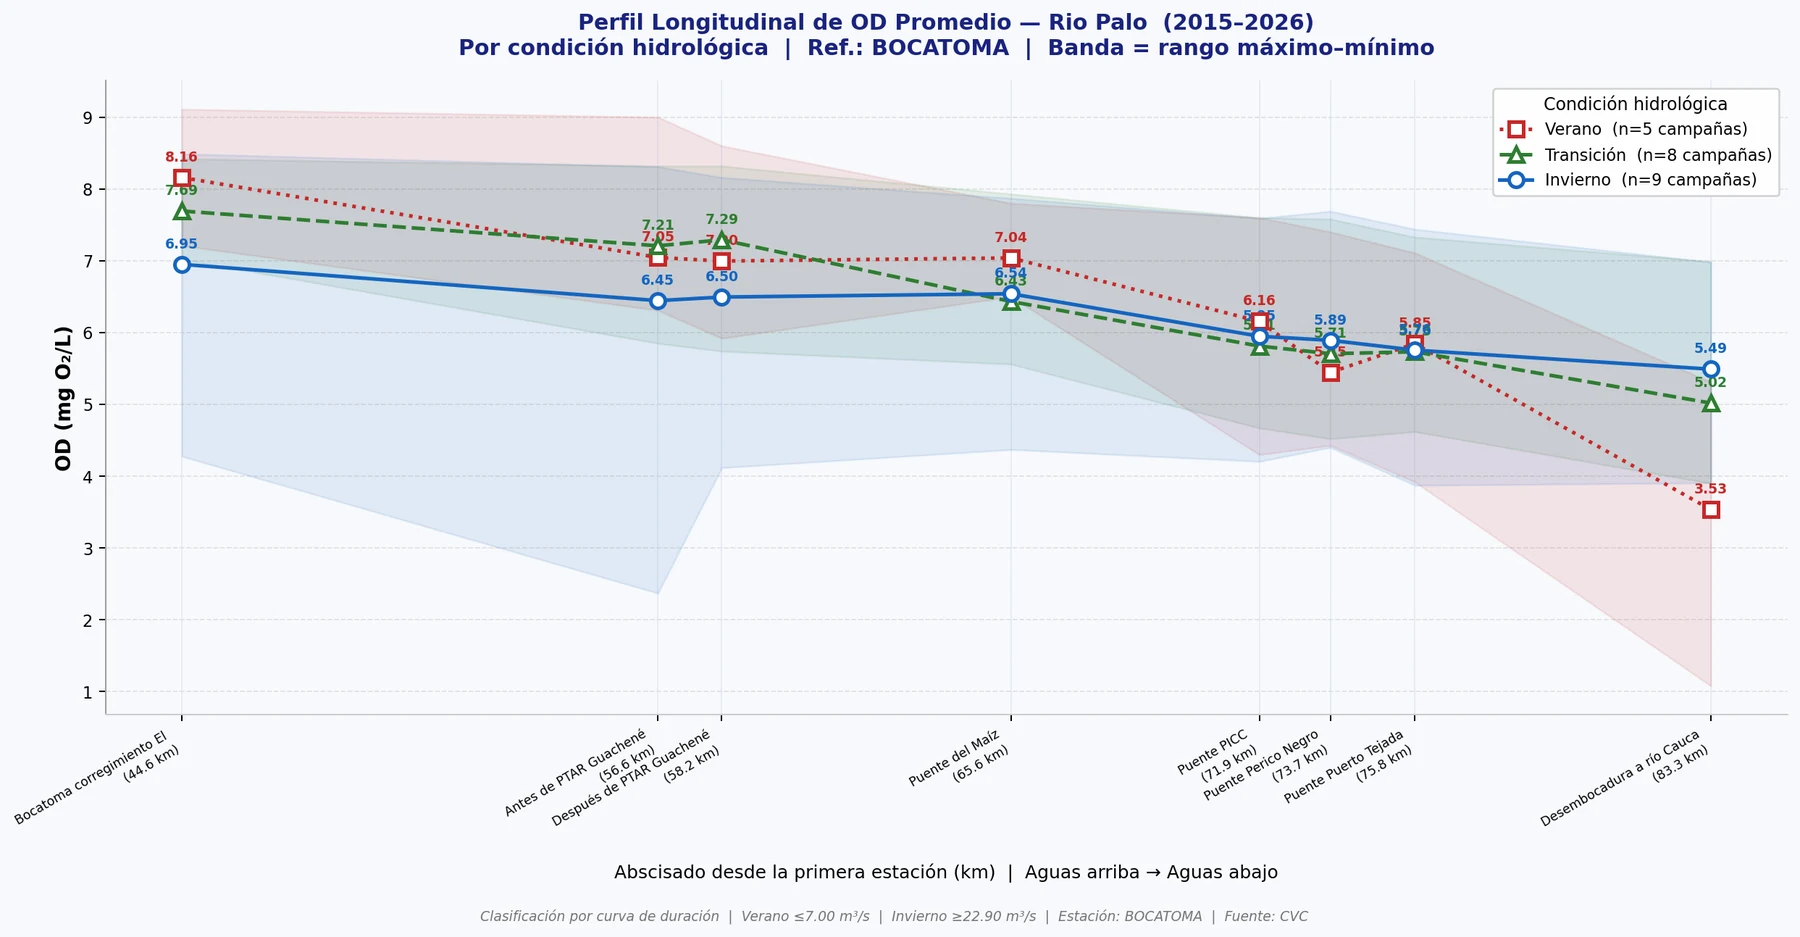 Perfil Longitudinal de OD Promedio — Rio Palo (2015–2026)
Por condición hidrológica | Ref.: BOCATOMA | Banda = rango máximo–mínimo
Condición hidrológica
Verano (n=5 campañas)
Transición (n=8 campañas)
Invierno (n=9 campañas)
OD (mg O₂/L)
9
8
7
6
5
4
3
2
1
8.16
7.69
6.95
7.21
7.05
6.45
7.29
6.50
7.04
6.54
6.43
6.16
5.89
5.71
5.85
5.49
5.02
3.53
Bocatoma corregimiento El
(44.6 km)
Antes de PTAR Guachené
(56.6 km)
Después de PTAR Guachené
(58.2 km)
Puente del Maíz
(65.6 km)
Puente PICC
(71.9 km)
Puente Perico Negro
(73.7 km)
Puente Puerto Tejada
(75.8 km)
Desembocadura a río Cauca
(83.3 km)
Abscisado desde la primera estación (km) | Aguas arriba → Aguas abajo
Clasificación por curva de duración | Verano ≤7.00 m³/s | Invierno ≥22.90 m³/s | Estación: BOCATOMA | Fuente: CVC